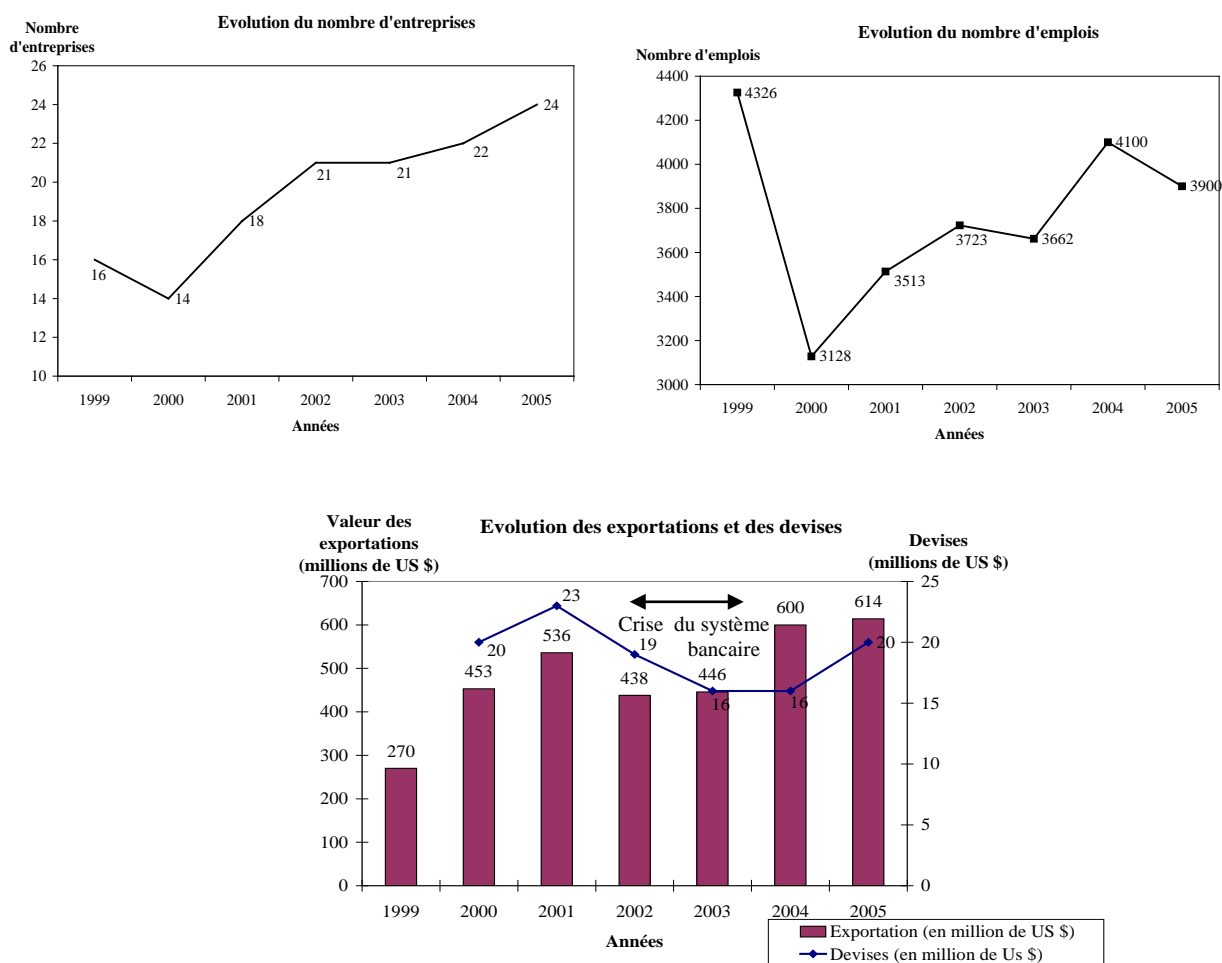 Evolution du nombre d'entreprises
Nombre
d'entreprises
26
24
22
20
18
16
14
12
10
16
14
18
21
21
22
24
1999 2000 2001 2002 2003 2004 2005
Années
Evolution du nombre d'emplois
Nombre d'emplois
4400
4200
4000
3800
3600
3400
3200
3000
4326
3128
3513
3723
3662
4100
3900
1999 2000 2001 2002 2003 2004 2005
Années
Evolution des exportations et des devises
Valeur des
exportations
(millions de US $)
Devises
(millions de US $)
700
600
500
400
300
200
100
0
25
20
15
10
5
0
270
453
536
438
446
600
614
20
23
19
16
16
20
Crise du système
bancaire
1999 2000 2001 2002 2003 2004 2005
Années
Exportation (en million de US $)
Devises (en million de Us $)